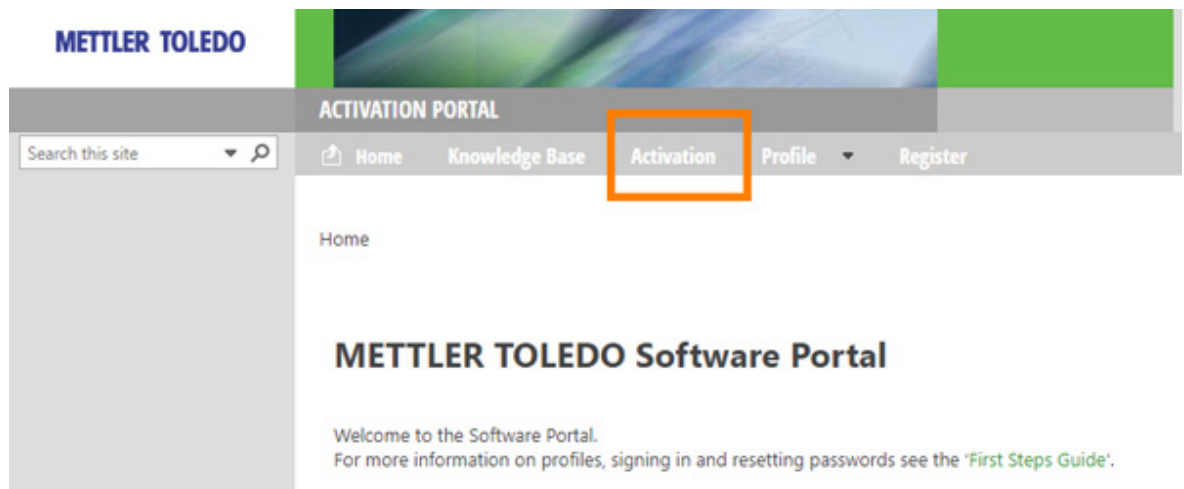 METTLER TOLEDO
ACTIVATION PORTAL
Search this site
Home Knowledge Base Activation Profile Register
Home
METTLER TOLEDO Software Portal
Welcome to the Software Portal.
For more information on profiles, signing in and resetting passwords see the 'First Steps Guide'.